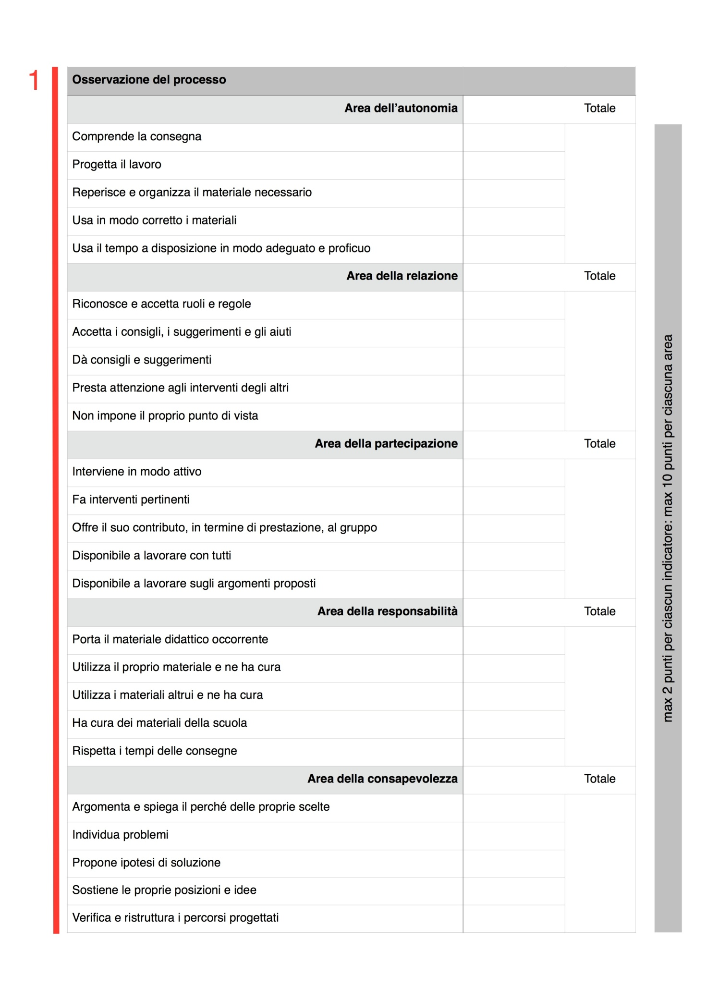 1
Osservazione del processo
Area dell’autonomia Totale
Comprende la consegna
Progetta il lavoro
Reperisce e organizza il materiale necessario
Usa in modo corretto i materiali
Usa il tempo a disposizione in modo adeguato e proficuo
Area della relazione Totale
Riconosce e accetta ruoli e regole
Accetta i consigli, i suggerimenti e gli aiuti
Dà consigli e suggerimenti
Presta attenzione agli interventi degli altri
Non impone il proprio punto di vista
Area della partecipazione Totale
Interviene in modo attivo
Fa interventi pertinenti
Offre il suo contributo, in termine di prestazione, al gruppo
Disponibile a lavorare con tutti
Disponibile a lavorare sugli argomenti proposti
Area della responsabilità Totale
Porta il materiale didattico occorrente
Utilizza il proprio materiale e ne ha cura
Utilizza i materiali altrui e ne ha cura
Ha cura dei materiali della scuola
Rispetta i tempi delle consegne
Area della consapevolezza Totale
Argomenta e spiega il perché delle proprie scelte
Individua problemi
Propone ipotesi di soluzione
Sostiene le proprie posizioni e idee
Verifica e ristruttura i percorsi progettati
max 2 punti per ciascun indicatore: max 10 punti per ciascuna area